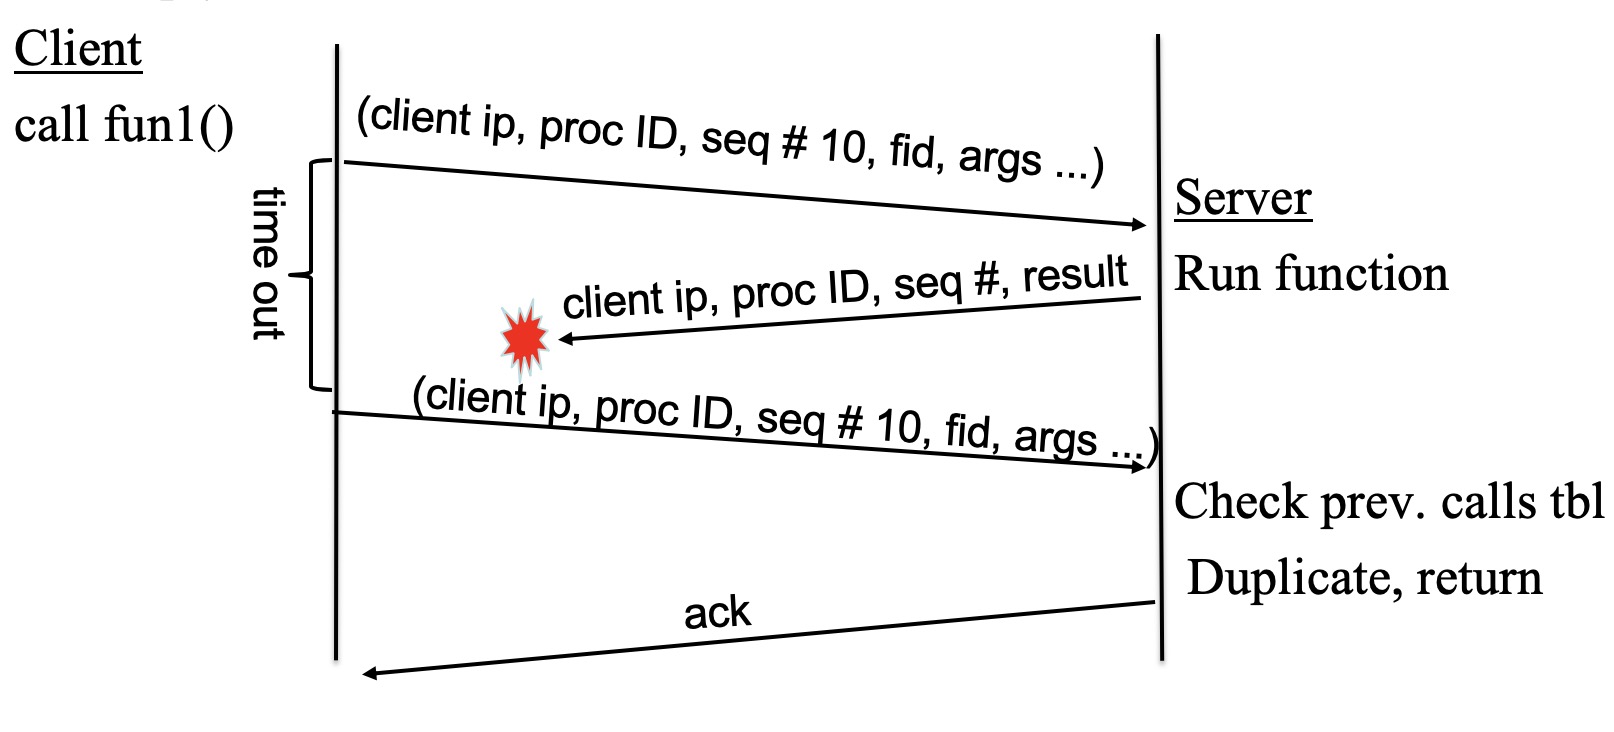 Client
call fun1()
(client ip, proc ID, seq # 10, fid, args ...)
time out
Server
Run function
client ip, proc ID, seq #, result
(client ip, proc ID, seq # 10, fid, args ...)
Check prev. calls tbl
Duplicate, return
ack